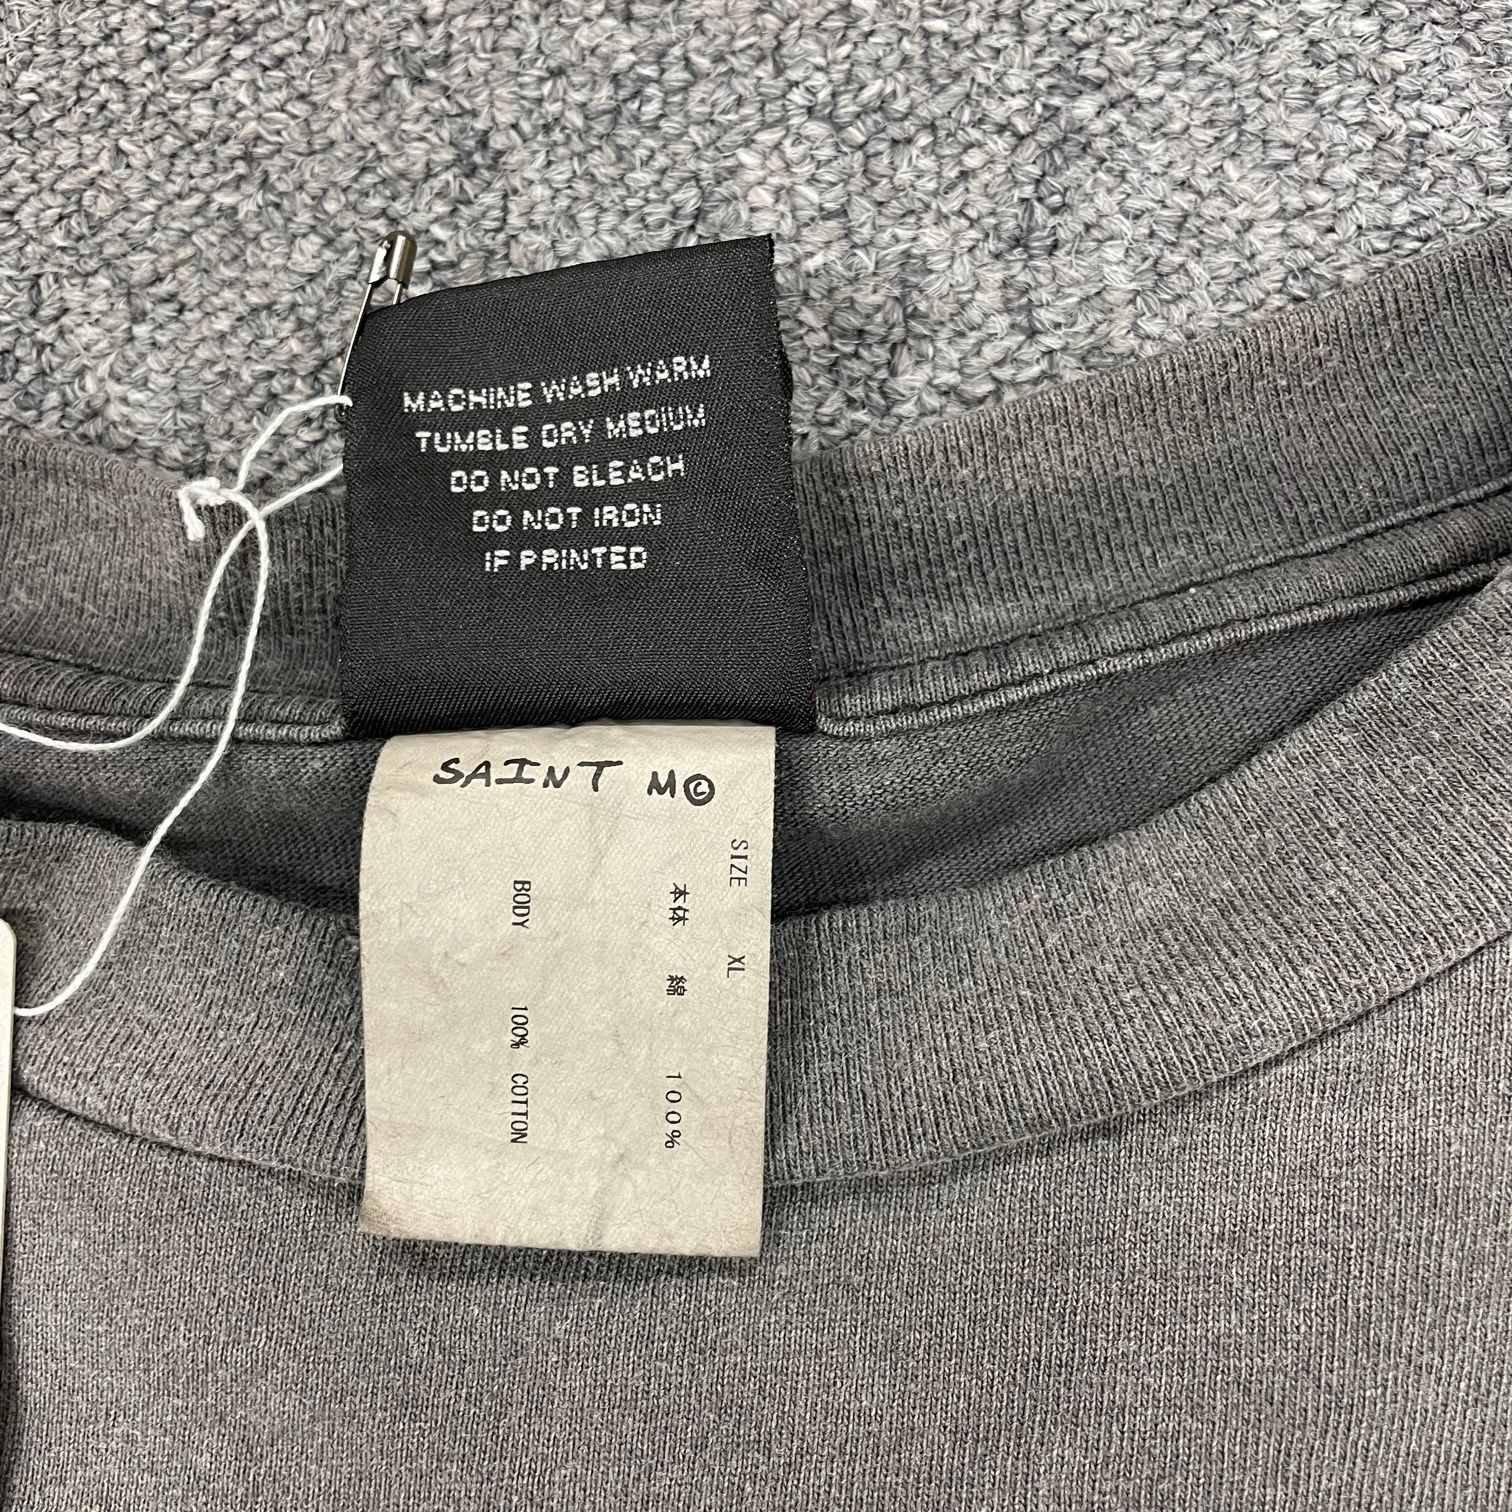 MACHINE WASH WARM
TUMBLE DRY MEDIUM
DO NOT BLEACH
DO NOT IRON
IF PRINTED
SAINT M©
SIZE XL
本体 綿 100%
BODY 100% COTTON